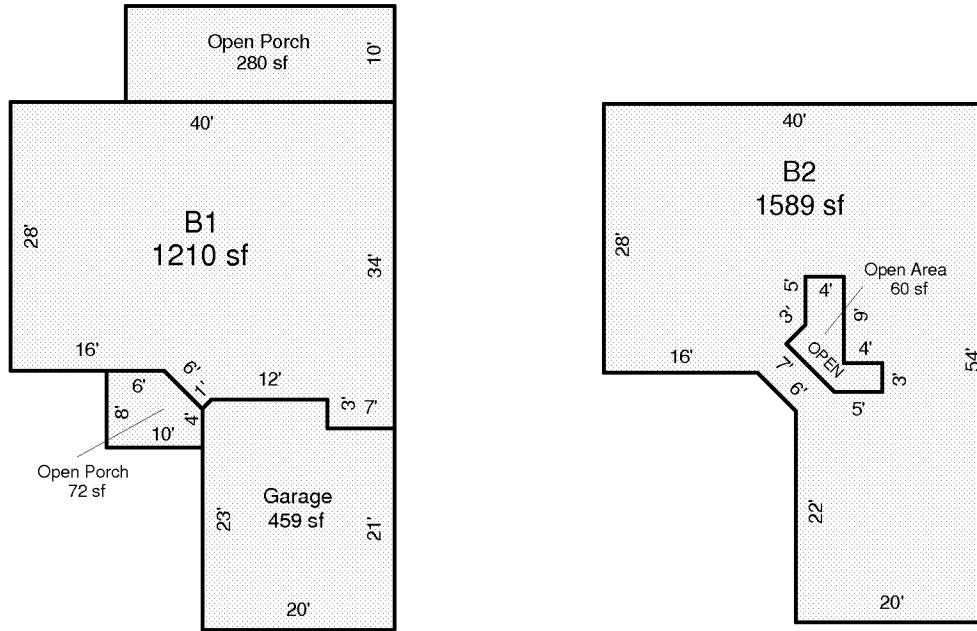 Open Porch
280 sf
10'
40'
B1
1210 sf
28'
34'
16'
6'
1'
12'
3'
7'
6'
8'
4'
10'
Open Porch
72 sf
Garage
459 sf
23'
21'
20'
40'
B2
1589 sf
28'
Open Area
60 sf
5'
4'
3'
9'
OPEN
4'
3'
5'
7'
6'
16'
54'
22'
20'